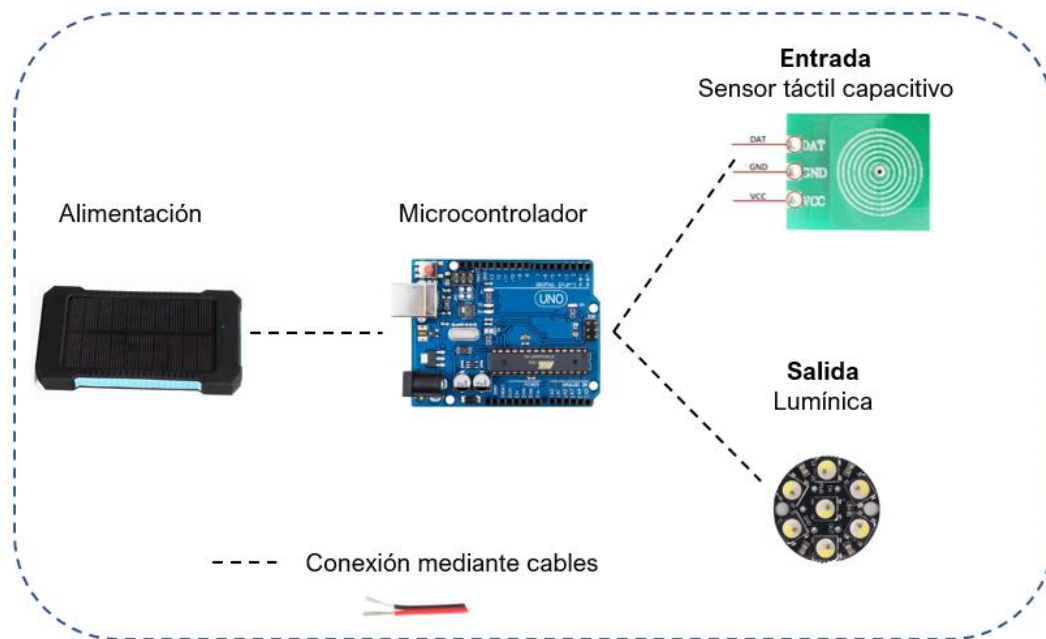 Entrada
Sensor táctil capacitivo
DAT
DAT
GND
GND
VCC
VCC
Alimentación
Microcontrolador
UNO
Salida
Lumínica
Conexión mediante cables